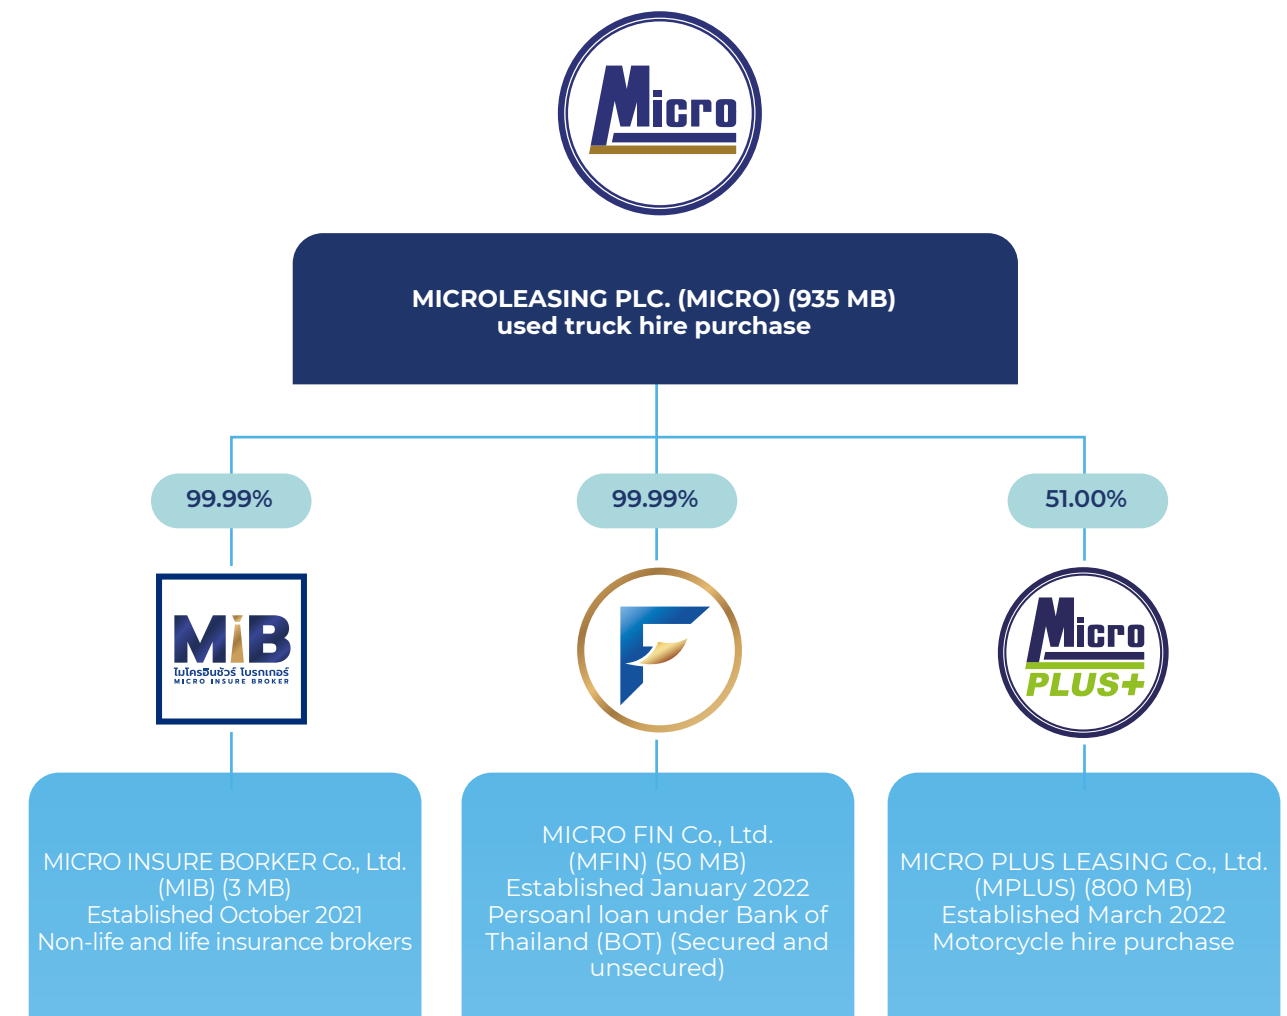 Micro
MICROLEASING PLC. (MICRO) (935 MB)
used truck hire purchase
99.99%
99.99%
51.00%
MiB
ไมโครอินชัวร์ โบรกเกอร์
MICRO INSURE BROKER
F
Micro
PLUS+
MICRO INSURE BORKER Co., Ltd.
(MIB) (3 MB)
Established October 2021
Non-life and life insurance brokers
MICRO FIN Co., Ltd.
(MFIN) (50 MB)
Established January 2022
Persoanl loan under Bank of
Thailand (BOT) (Secured and
unsecured)
MICRO PLUS LEASING Co., Ltd.
(MPLUS) (800 MB)
Established March 2022
Motorcycle hire purchase